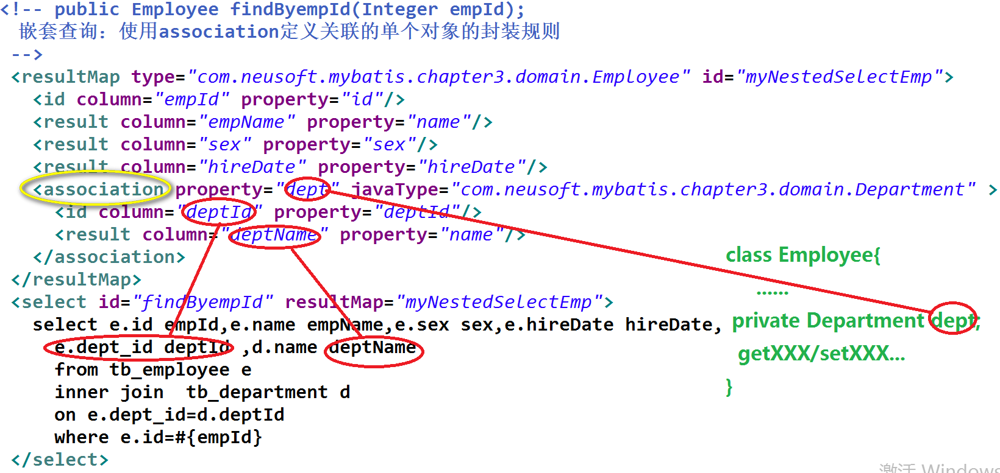 <!-- public Employee findByempId(Integer empId);
嵌套查询：使用association定义关联的单个对象的封装规则
-->
<resultMap type="com.neusoft.mybatis.chapter3.domain.Employee" id="myNestedSelectEmp">
<id column="empId" property="id"/>
<result column="empName" property="name"/>
<result column="sex" property="sex"/>
<result column="hireDate" property="hireDate"/>
<association property="dept" javaType="com.neusoft.mybatis.chapter3.domain.Department" >
<id column="deptId" property="deptId"/>
<result column="deptName" property="name"/>
</association>
</resultMap>
<select id="findByempId" resultMap="myNestedSelectEmp">
select e.id empId,e.name empName,e.sex sex,e.hireDate hireDate,
e.dept_id deptId ,d.name deptName
from tb_employee e
inner join  tb_department d
on e.dept_id=d.deptId
where e.id=#{empId}
</select>
class Employee{
......
private Department dept;
getXXX/setXXX...
}
激活 Windows